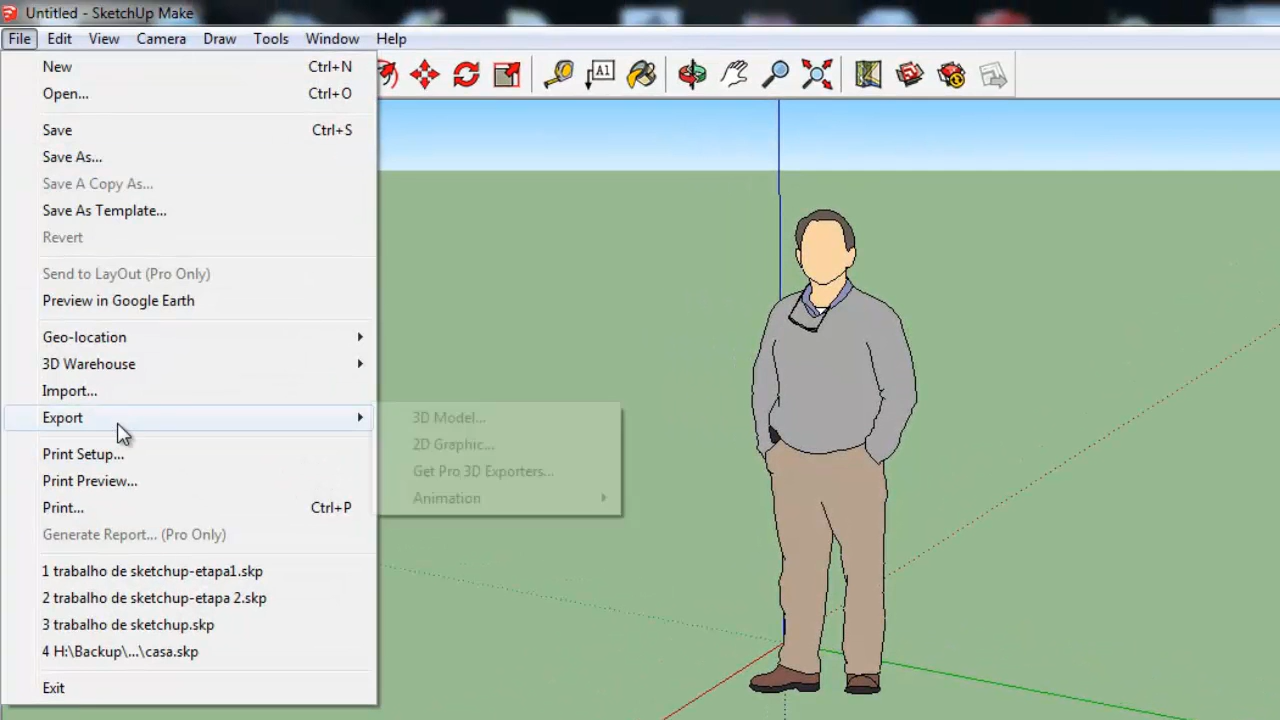 Untitled - SketchUp Make
File Edit View Camera Draw Tools Window Help
New Ctrl+N
Open... Ctrl+O
A1
Save Ctrl+S
Save As...
Save A Copy As...
Save As Template...
Revert
Send to LayOut (Pro Only)
Preview in Google Earth
Geo-location
3D Warehouse
Import...
Export
3D Model...
2D Graphic...
Print Setup...
Get Pro 3D Exporters...
Print Preview...
Animation
Print... Ctrl+P
Generate Report... (Pro Only)
1 trabalho de sketchup-etapa1.skp
2 trabalho de sketchup-etapa 2.skp
3 trabalho de sketchup.skp
4 H:\Backup\...\casa.skp
Exit